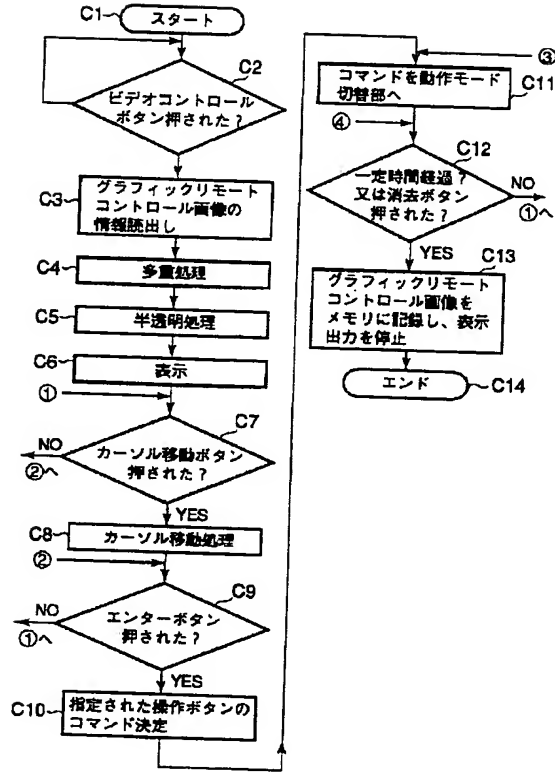 C1
スタート
C2
ビデオコントロール
ボタン押された?
C3
グラフィックリモート
コントロール画像の
情報読出し
C4
多重処理
C5
半透明処理
C6
表示
①
C7
NO
②へ
カーソル移動ボタン
押された?
YES
C8
カーソル移動処理
②
C9
NO
①へ
エンターボタン
押された?
YES
C10
指定された操作ボタンの
コマンド決定
③
コマンドを動作モード
切替部へ
C11
④
C12
一定時間経過?
又は消去ボタン
押された?
NO
①へ
YES
C13
グラフィックリモート
コントロール画像を
メモリに記録し、表示
出力を停止
エンド
C14